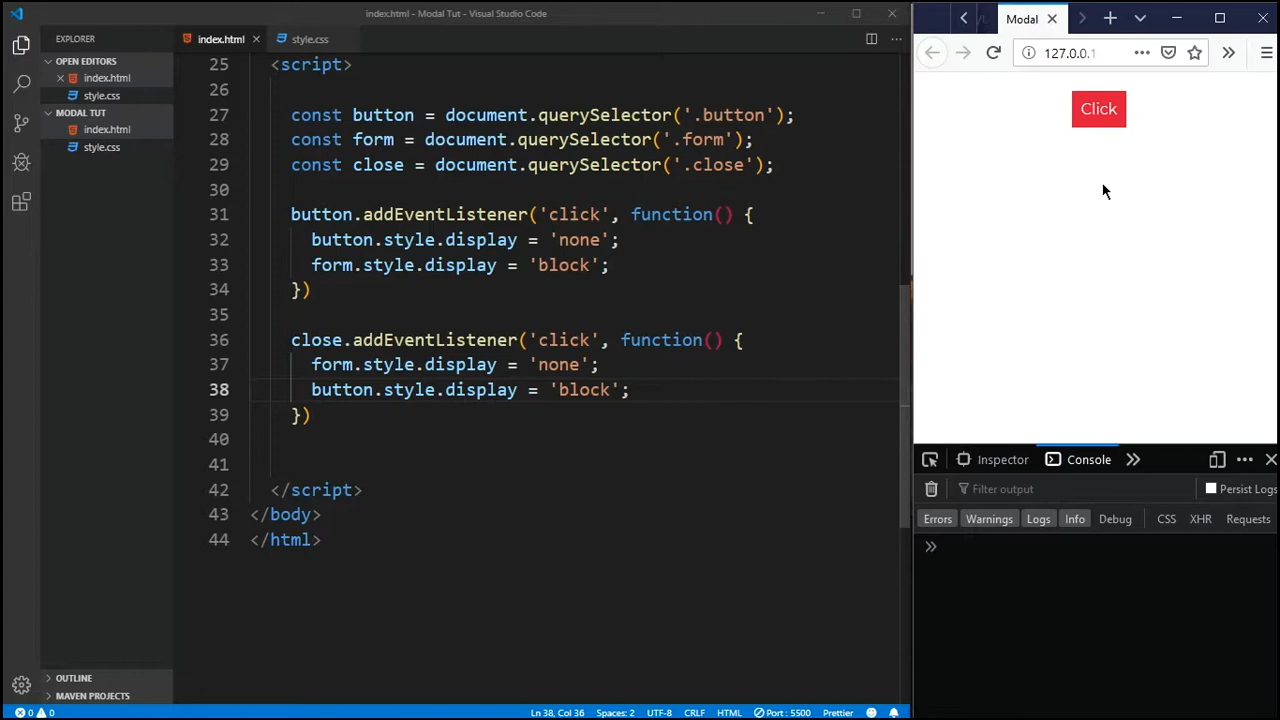 index.html - Modal Tut - Visual Studio Code
EXPLORER
OPEN EDITORS
index.html
style.css
MODAL TUT
index.html
style.css
OUTLINE
MAVEN PROJECTS
index.html
style.css
25 <script>
26
27 const button = document.querySelector('.button');
28 const form = document.querySelector('.form');
29 const close = document.querySelector('.close');
30
31 button.addEventListener('click', function() {
32 button.style.display = 'none';
33 form.style.display = 'block';
34 })
35
36 close.addEventListener('click', function() {
37 form.style.display = 'none';
38 button.style.display = 'block';
39 })
40
41
42 </script>
43 </body>
44 </html>
0 0 Ln 38, Col 36 Spaces: 2 UTF-8 CRLF HTML Port : 5500 Prettier
Modal
127.0.0.1
Click
Inspector Console
Filter output Persist Logs
Errors Warnings Logs Info Debug CSS XHR Requests